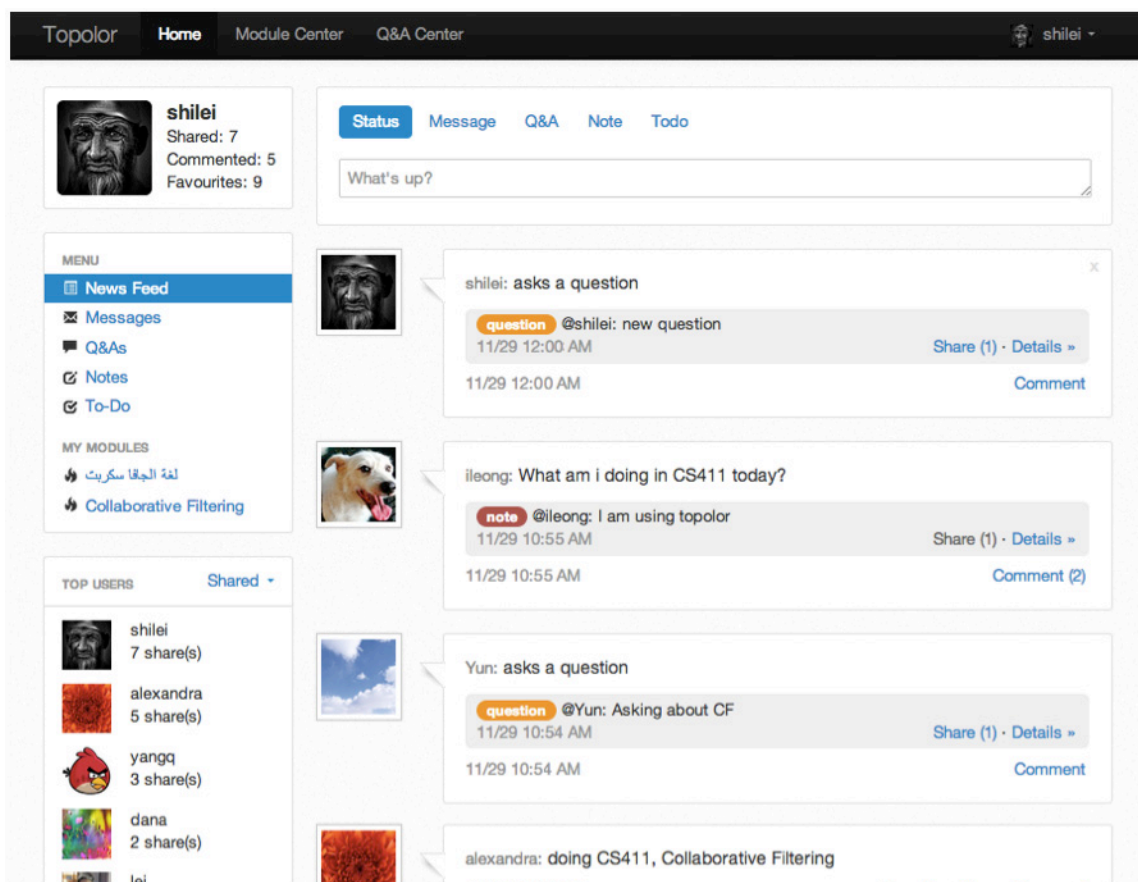 Topolor Home Module Center Q&A Center shilei
shilei
Shared: 7
Commented: 5
Favourites: 9
MENU
News Feed
Messages
Q&As
Notes
To-Do
MY MODULES
لغة الجاڤا سكربت
Collaborative Filtering
TOP USERS Shared
shilei
7 share(s)
alexandra
5 share(s)
yangq
3 share(s)
dana
2 share(s)
lei
Status Message Q&A Note Todo
What's up?
x
shilei: asks a question
question @shilei: new question
11/29 12:00 AM Share (1) · Details »
11/29 12:00 AM Comment
ileong: What am i doing in CS411 today?
note @ileong: I am using topolor
11/29 10:55 AM Share (1) · Details »
11/29 10:55 AM Comment (2)
Yun: asks a question
question @Yun: Asking about CF
11/29 10:54 AM Share (1) · Details »
11/29 10:54 AM Comment
alexandra: doing CS411, Collaborative Filtering